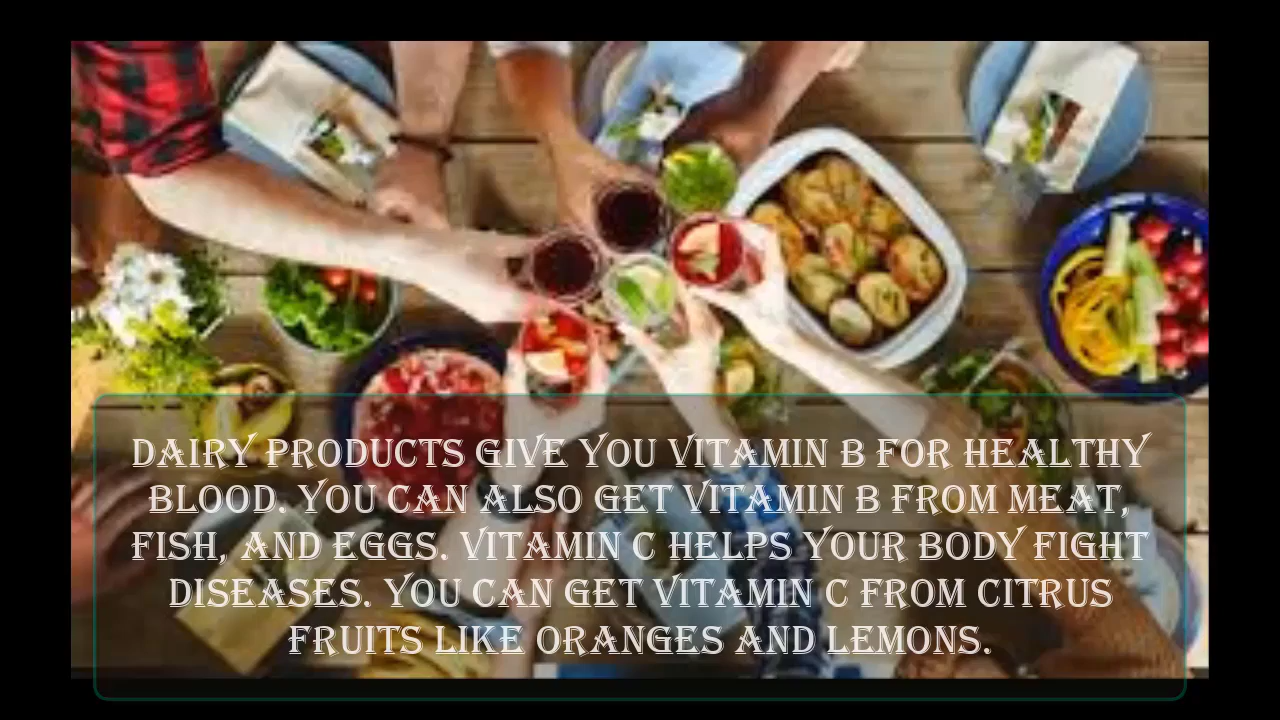 DAIRY PRODUCTS GIVE YOU VITAMIN B FOR HEALTHY
BLOOD. YOU CAN ALSO GET VITAMIN B FROM MEAT,
FISH, AND EGGS. VITAMIN C HELPS YOUR BODY FIGHT
DISEASES. YOU CAN GET VITAMIN C FROM CITRUS
FRUITS LIKE ORANGES AND LEMONS.